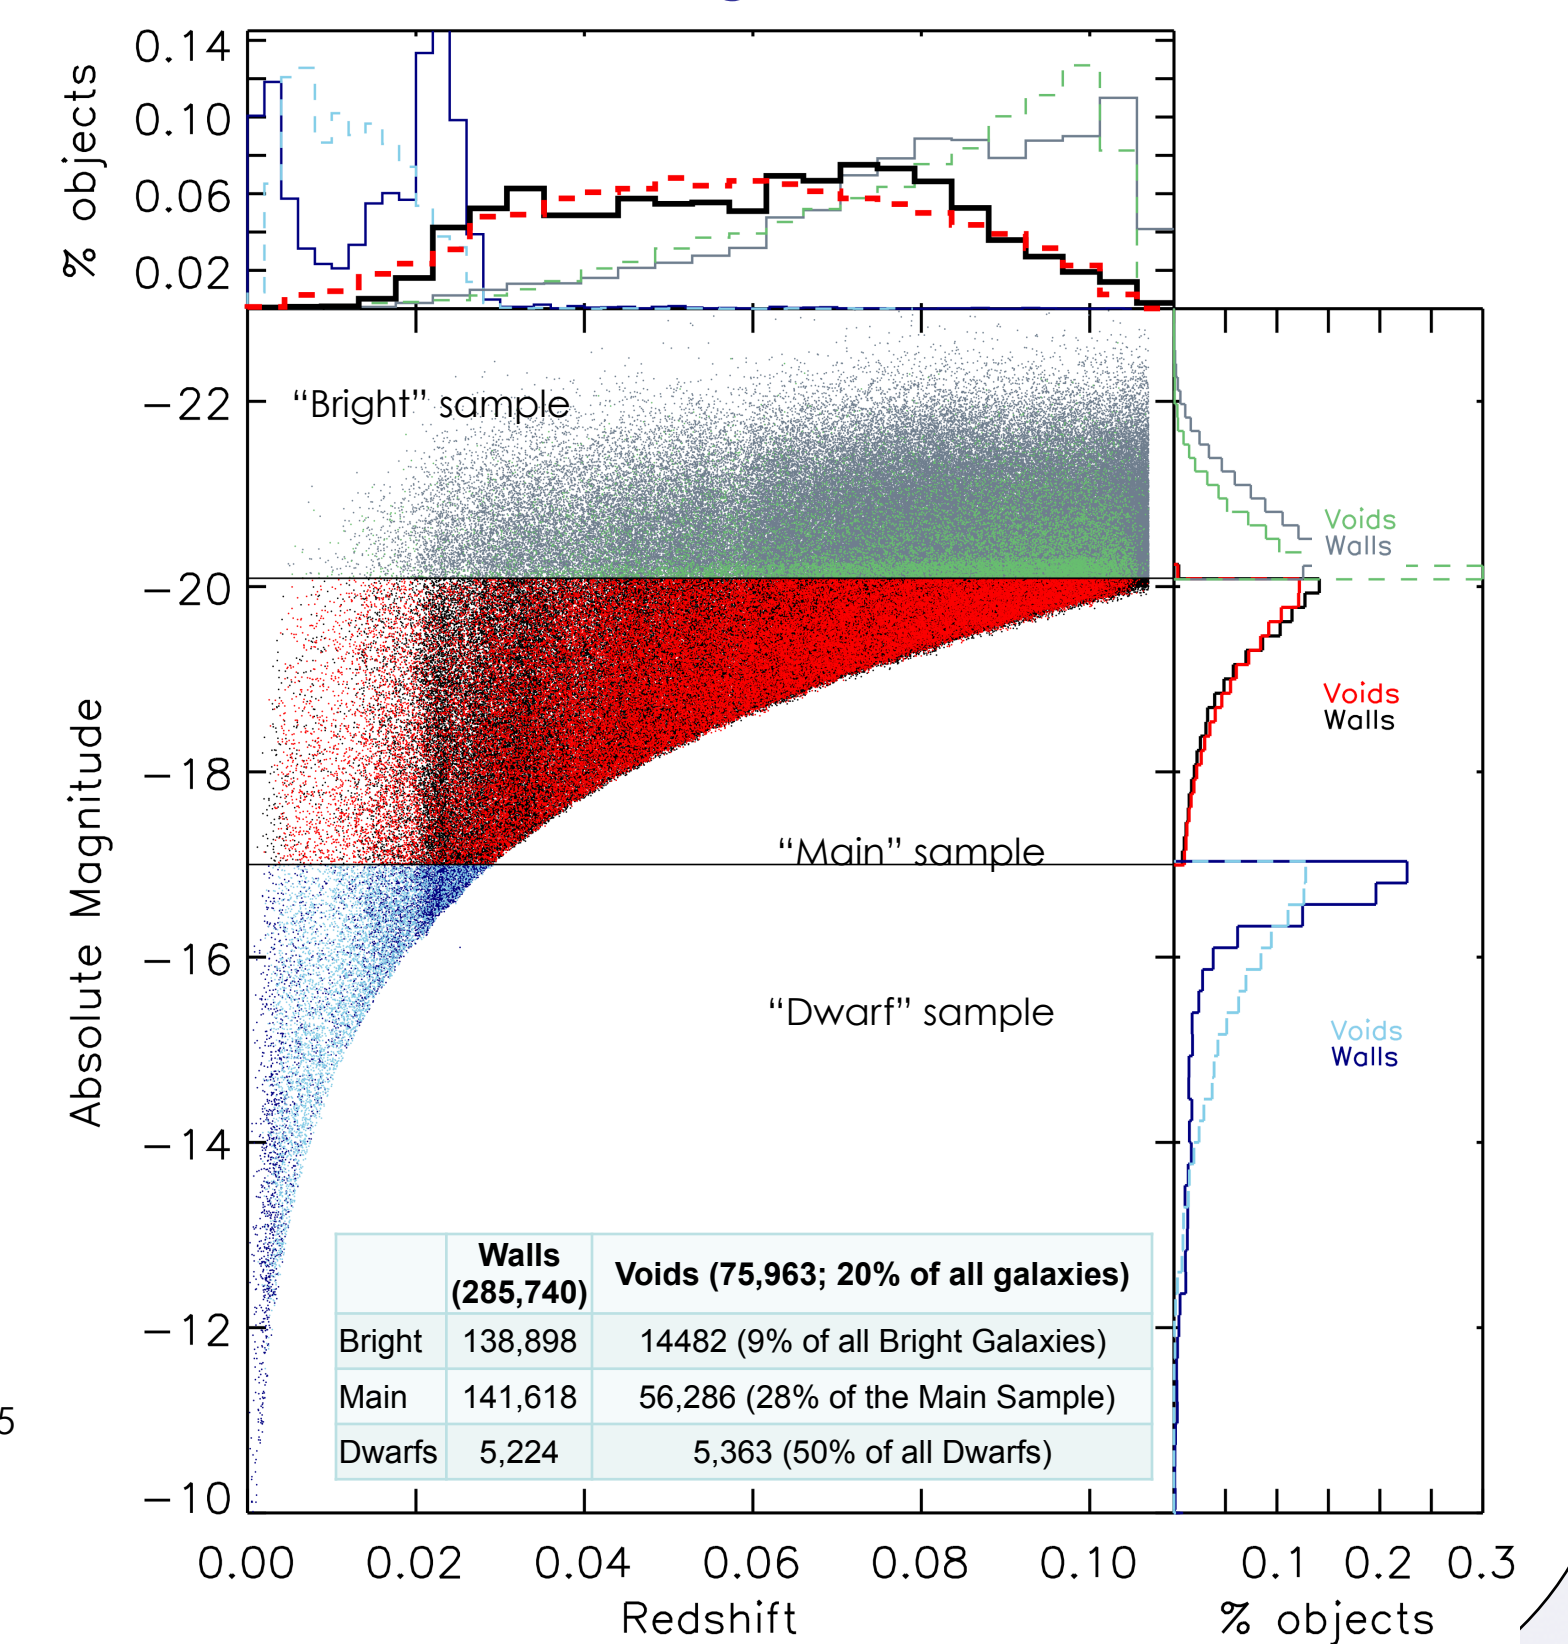 0.14
0.10
0.06
0.02
% objects
−22
−20
−18
−16
−14
−12
−10
Absolute Magnitude
“Bright” sample
“Main” sample
“Dwarf” sample
Voids
Walls
Voids
Walls
Voids
Walls
Walls (285,740) Voids (75,963; 20% of all galaxies)
Bright 138,898 14482 (9% of all Bright Galaxies)
Main 141,618 56,286 (28% of the Main Sample)
Dwarfs 5,224 5,363 (50% of all Dwarfs)
5
0.00 0.02 0.04 0.06 0.08 0.10
Redshift
0.1 0.2 0.3
% objects